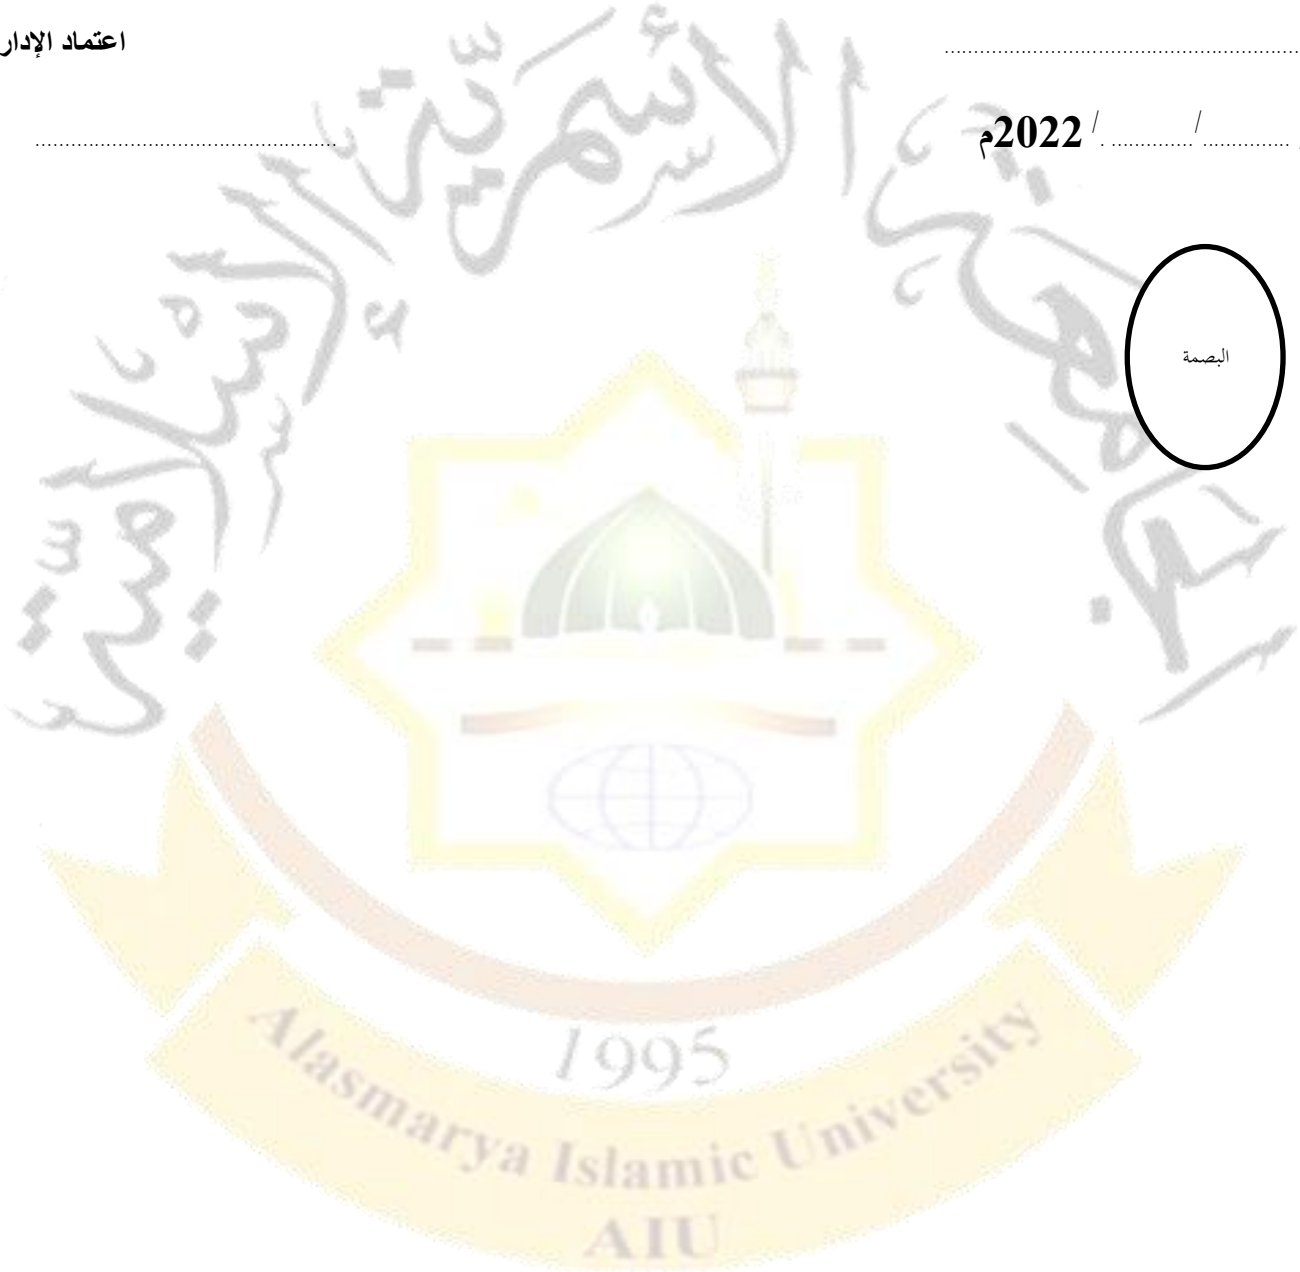 ................................................ اعتماد الإدار
............. / ............. / 2022م
................................................
البصمة
الجامعة الأسمرية الإسلامية
1995
Alasmarya Islamic University
AIU